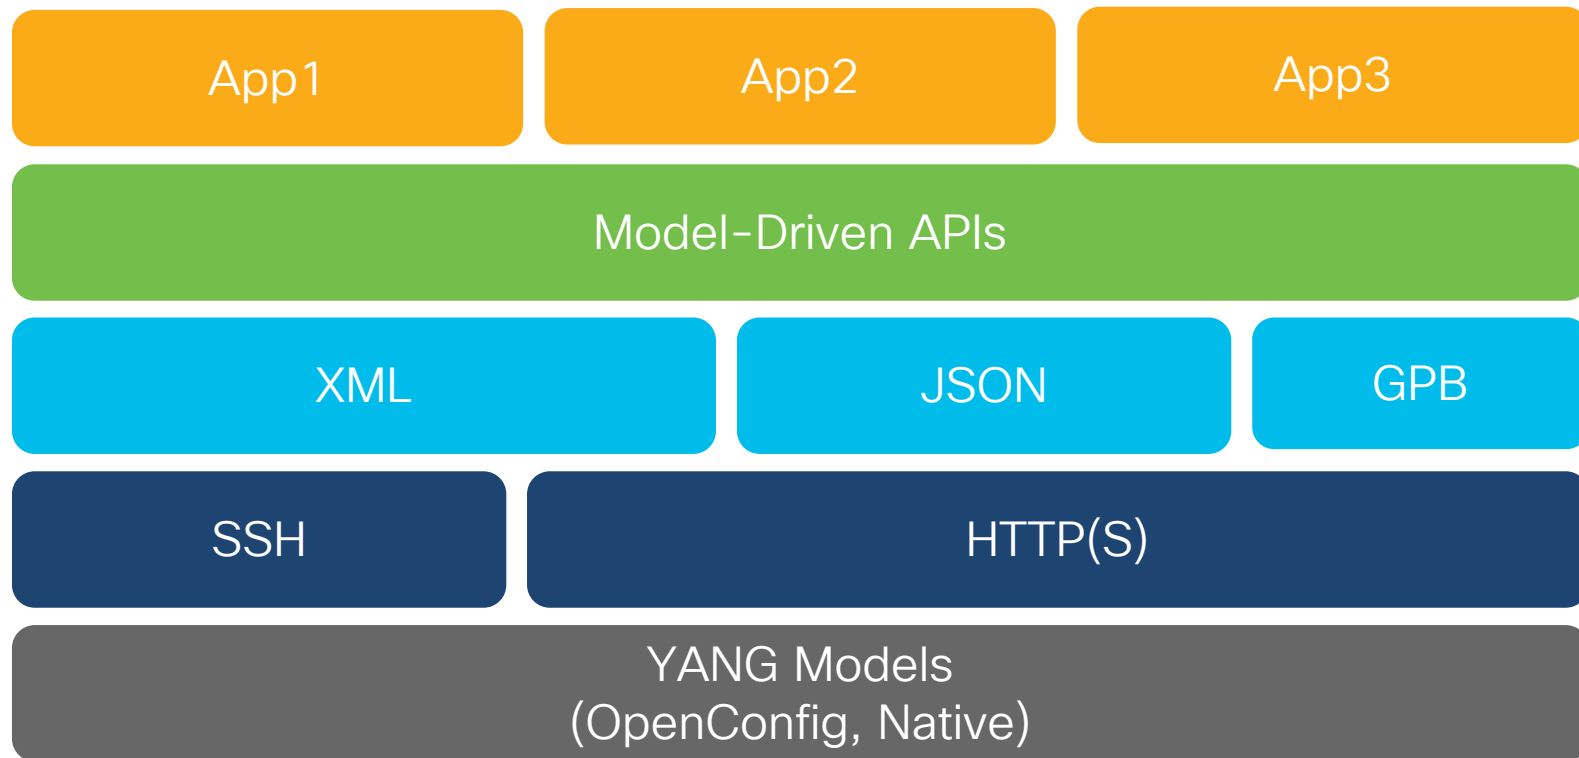 App1
App2
App3
Model-Driven APIs
XML
JSON
GPB
SSH
HTTP(S)
YANG Models
(OpenConfig, Native)